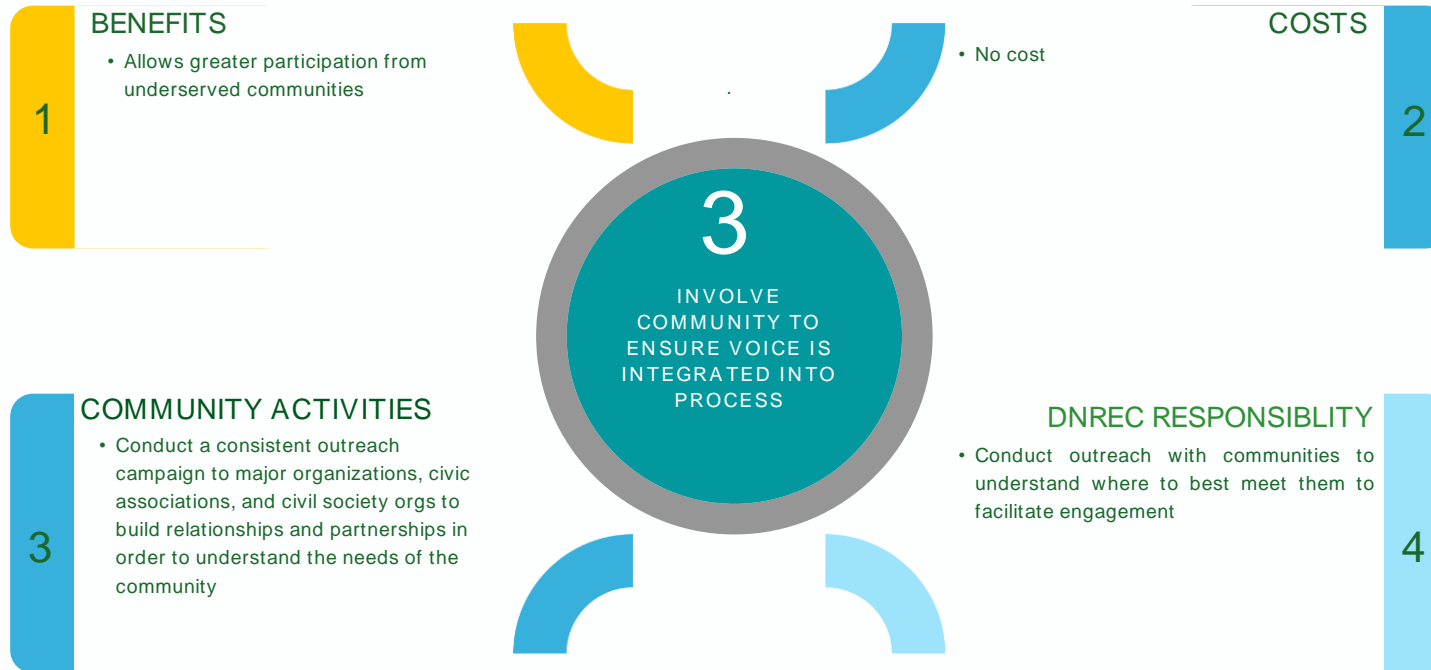 BENEFITS
• Allows greater participation from
underserved communities
1
COSTS
• No cost
2
.
3
INVOLVE
COMMUNITY TO
ENSURE VOICE IS
INTEGRATED INTO
PROCESS
COMMUNITY ACTIVITIES
• Conduct a consistent outreach
campaign to major organizations, civic
associations, and civil society orgs to
build relationships and partnerships in
order to understand the needs of the
community
3
DNREC RESPONSIBLITY
• Conduct outreach with communities to
understand where to best meet them to
facilitate engagement
4